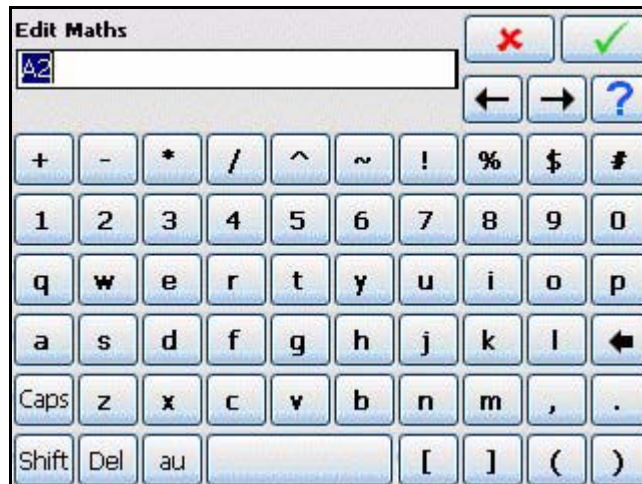 Edit Maths
A2
?
+ - * / ^ ~ ! % $ #
1 2 3 4 5 6 7 8 9 0
q w e r t y u i o p
a s d f g h j k l
Caps z x c v b n m , .
Shift Del au [ ] ( )